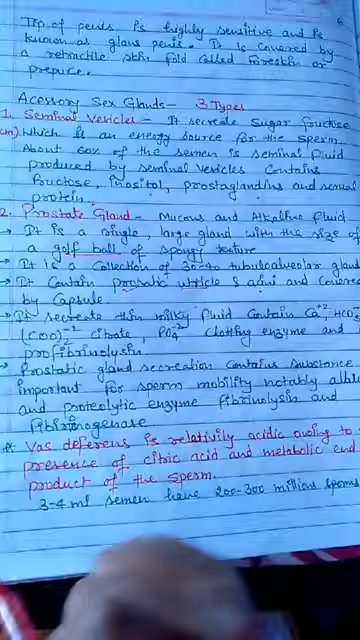 Tip of penis is highly sensitive and is
known as glans penis. It is covered by
a retractile skin fold called foreskin or
prepuce.
Acessory Sex Glands - 3 Types
1. Seminal Vesicles - It secreate Sugar fructose
(cm) which is an energy source for the sperm.
About 60% of the semen is seminal fluid
produced by seminal vesicles contains
fructose, inositol, prostaglandins and
protein.
2. Prostate Gland - Mucous and Alkaline fluid
→ It is a single, large gland with the size of
a golf ball of spongy texture
→ It is a collection of 30-40 tubuloalveolar gland
→ It contain prosatic utricle & acini and covered
by capsule.
→ It secreate thin milky fluid contain Ca+2, HCO3
(COO)2-2 citrate, PO4-2 clotting enzyme and
profibrinolysin
→ Prostatic gland secreation contains substance
important for sperm mobility notably
and proteolytic enzyme fibrinolysin and
fibrinogenase
* Vas deferens is relativily acidic owing to
presence of citric acid and metabolic end
product of the sperm.
3-4 ml semen have 200-300 millions sperms